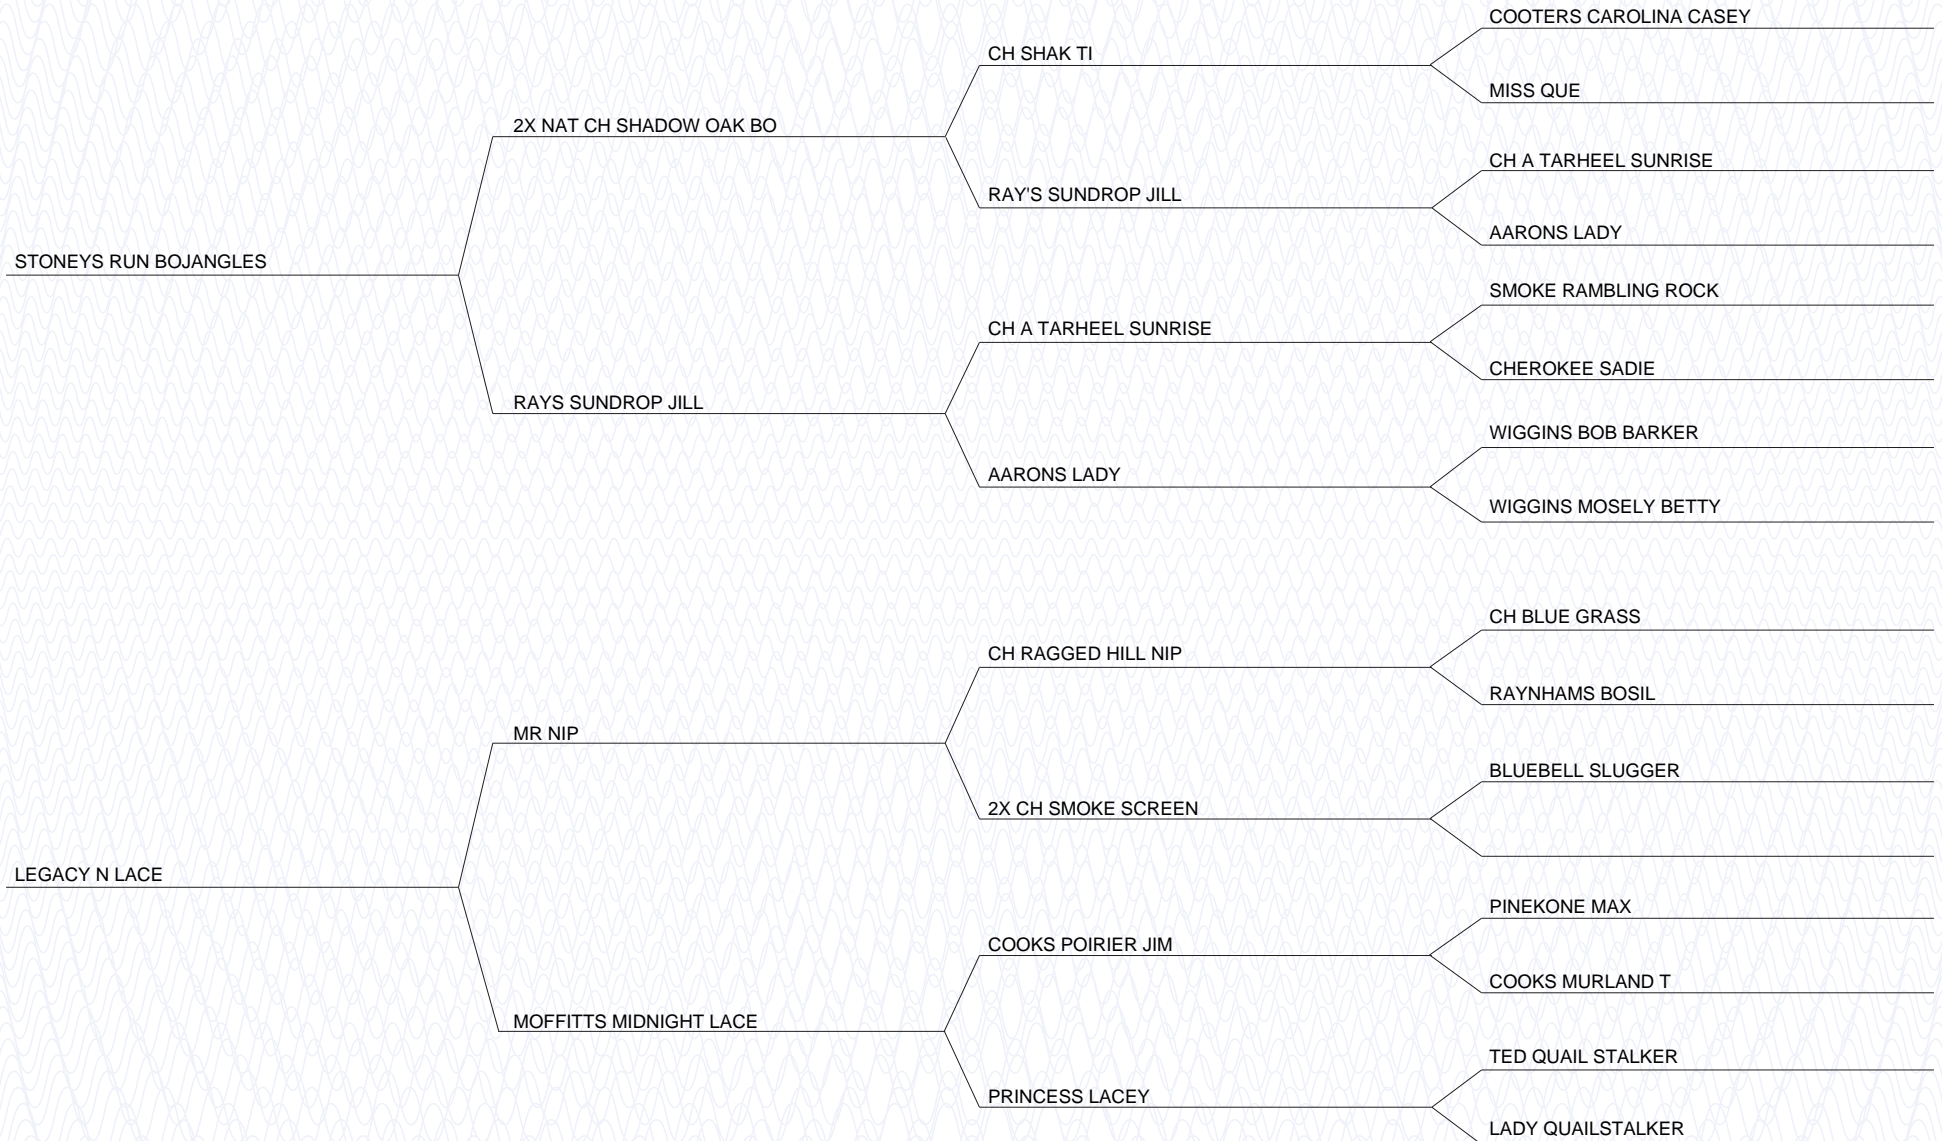 COOTERS CAROLINA CASEY
CH SHAK TI
MISS QUE
2X NAT CH SHADOW OAK BO
CH A TARHEEL SUNRISE
RAY'S SUNDROP JILL
AARONS LADY
STONEYS RUN BOJANGLES
SMOKE RAMBLING ROCK
CH A TARHEEL SUNRISE
CHEROKEE SADIE
RAYS SUNDROP JILL
WIGGINS BOB BARKER
AARONS LADY
WIGGINS MOSELY BETTY
CH BLUE GRASS
CH RAGGED HILL NIP
RAYNHAMS BOSIL
MR NIP
BLUEBELL SLUGGER
2X CH SMOKE SCREEN
LEGACY N LACE
PINEKONE MAX
COOKS POIRIER JIM
COOKS MURLAND T
MOFFITTS MIDNIGHT LACE
TED QUAIL STALKER
PRINCESS LACEY
LADY QUAILSTALKER